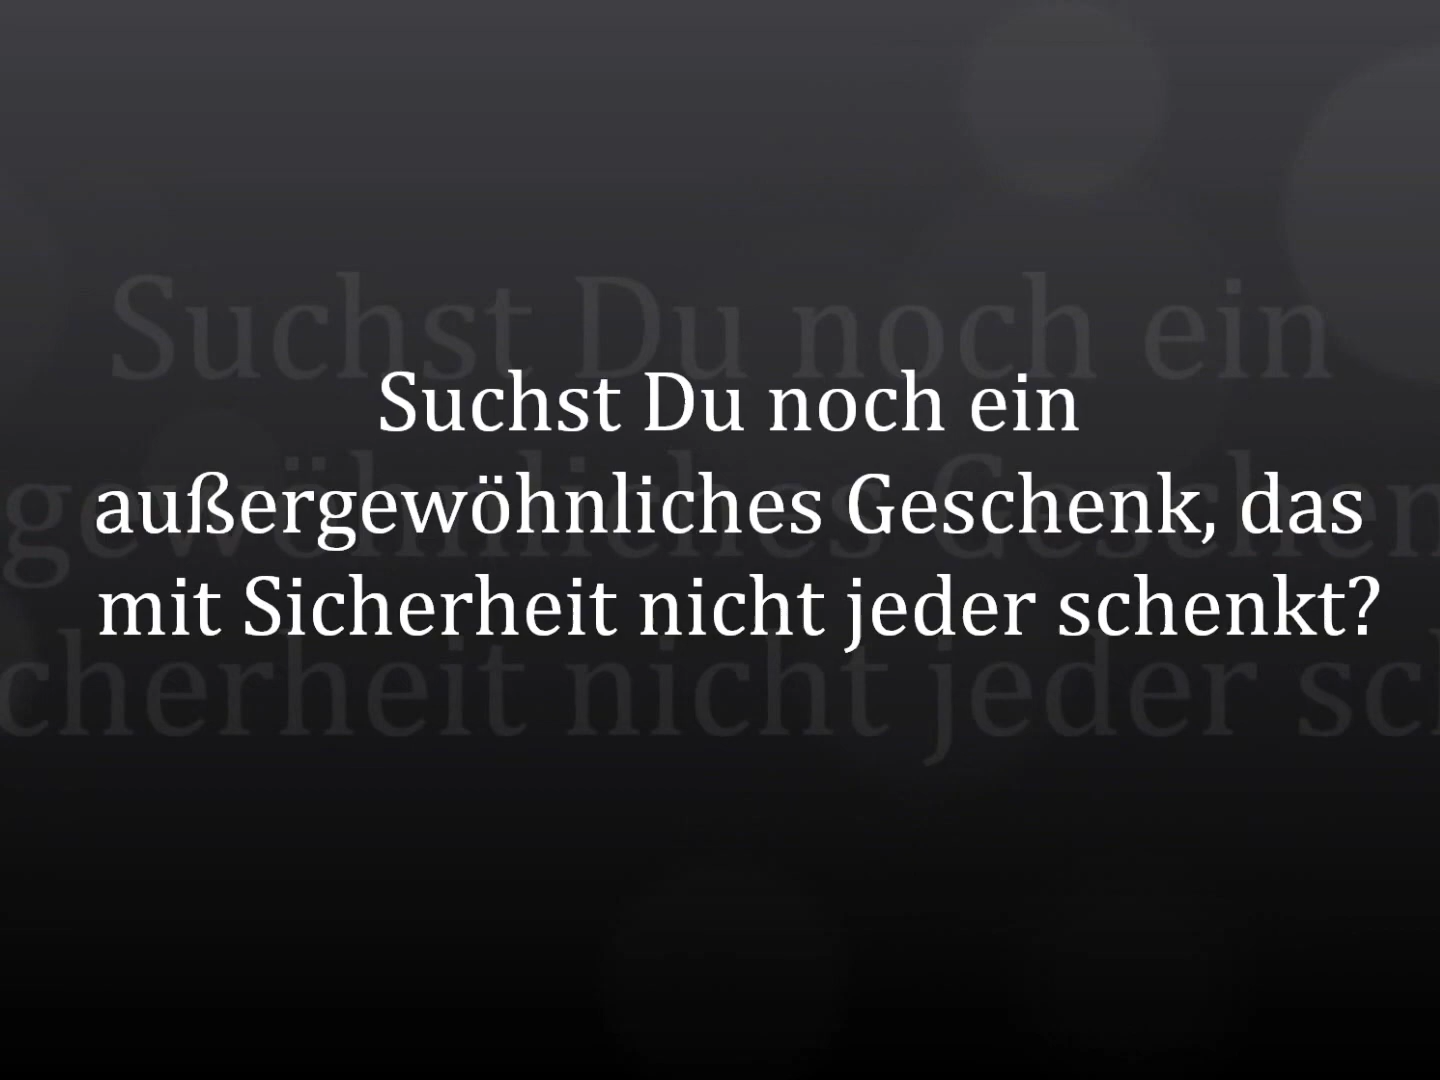 Suchst Du noch ein
außergewöhnliches Geschenk, das
mit Sicherheit nicht jeder schenkt?